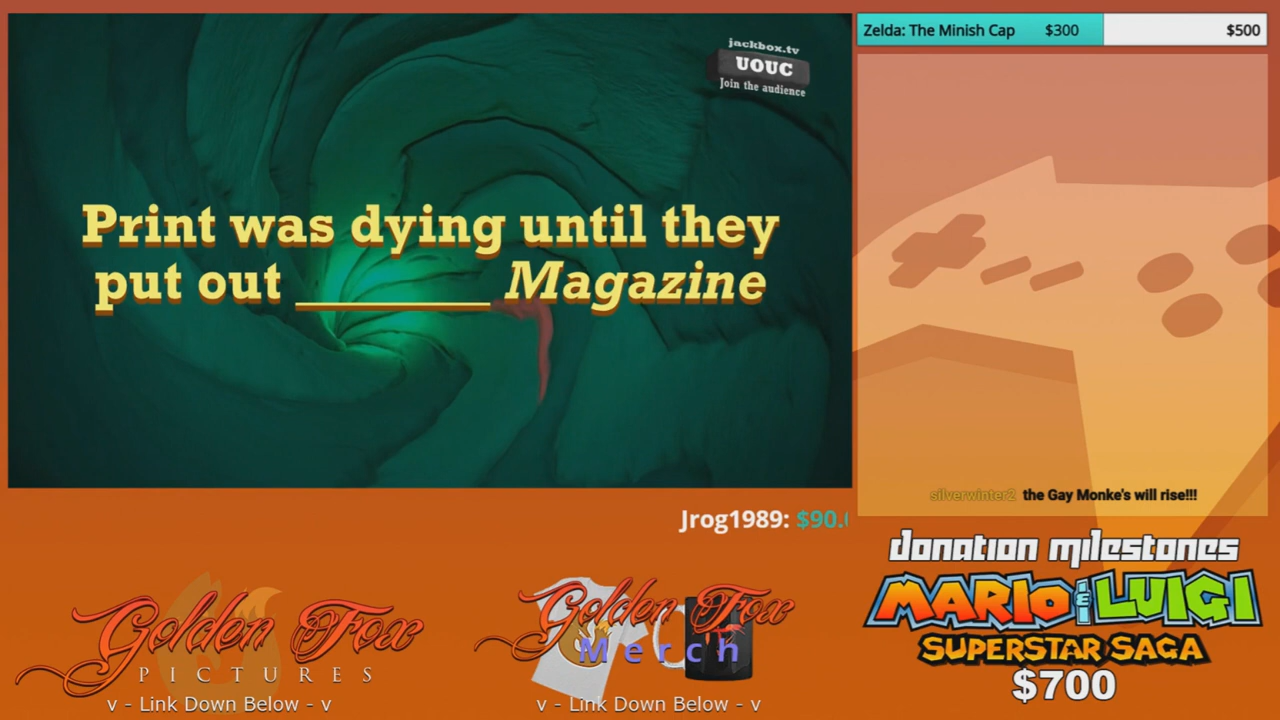 jackbox.tv
UOUC
Join the audience
Print was dying until they
put out ________ Magazine
Zelda: The Minish Cap $300 $500
silverwinter2 the Gay Monke's will rise!!!
Jrog1989: $90.
donation milestones
MARIO & LUIGI
SUPERSTAR SAGA
$700
Golden Fox
PICTURES
v - Link Down Below - v
Golden Fox
Merch
v - Link Down Below - v